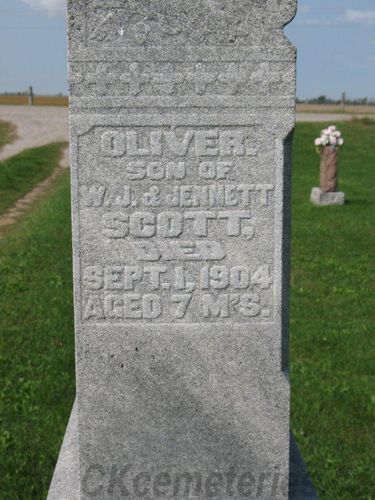 OLIVER.
SON OF
W. J. & JENNETT
SCOTT,
DIED
SEPT. 1, 1904
AGED 7 M'S.
CKcemeteries